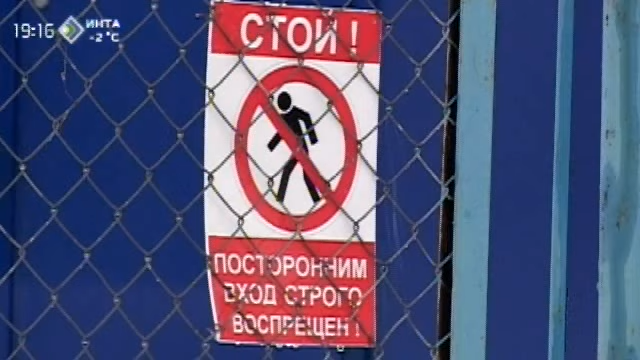 19:16 ИНТА
-2°C
СТОЙ !
ПОСТОРОННИМ
ВХОД СТРОГО
ВОСПРЕЩЕН !